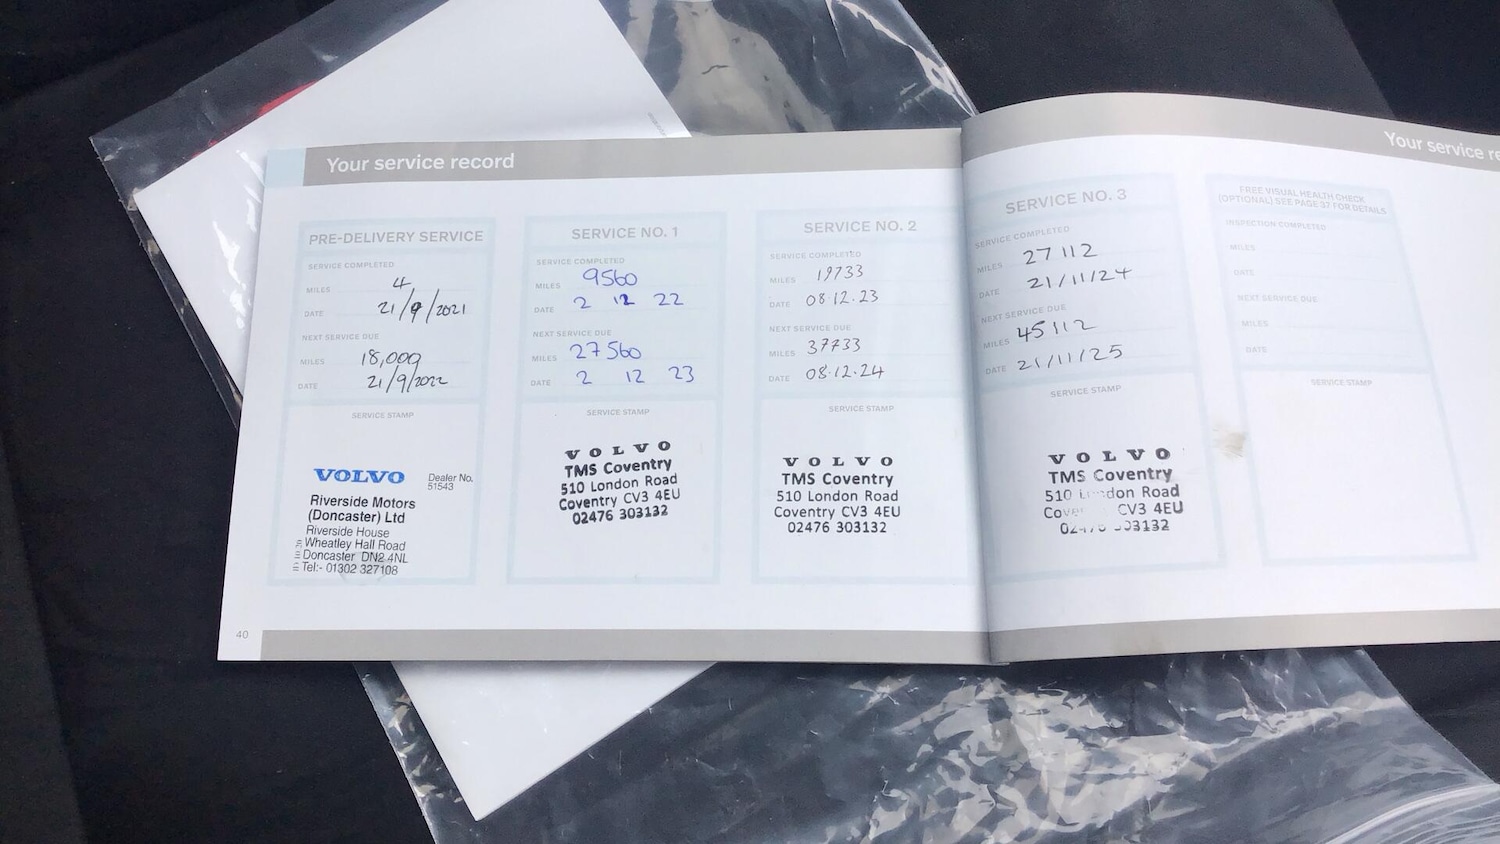 Your service record
PRE-DELIVERY SERVICE
SERVICE COMPLETED
MILES 4
DATE 21/9/2021
NEXT SERVICE DUE
MILES 18,000
DATE 21/9/2022
SERVICE STAMP
VOLVO Dealer No. 51543
Riverside Motors
(Doncaster) Ltd
Riverside House
Wheatley Hall Road
Doncaster DN2 4NL
Tel:- 01302 327108
40
SERVICE NO. 1
SERVICE COMPLETED
MILES 9560
DATE 2 12 22
NEXT SERVICE DUE
MILES 27560
DATE 2 12 23
SERVICE STAMP
VOLVO
TMS Coventry
510 London Road
Coventry CV3 4EU
02476 303132
SERVICE NO. 2
SERVICE COMPLETED
MILES 19733
DATE 08.12.23
NEXT SERVICE DUE
MILES 37733
DATE 08.12.24
SERVICE STAMP
VOLVO
TMS Coventry
510 London Road
Coventry CV3 4EU
02476 303132
Your service
SERVICE NO. 3
SERVICE COMPLETED
MILES 27112
DATE 21/11/24
NEXT SERVICE DUE
MILES 45112
DATE 21/11/25
SERVICE STAMP
VOLVO
TMS Coventry
510 London Road
CV3 4EU
FREE VISUAL HEALTH CHECK
(OPTIONAL) SEE PAGE 37 FOR DETAILS
INSPECTION COMPLETED
MILES
DATE
NEXT SERVICE DUE
MILES
DATE
SERVICE STAMP